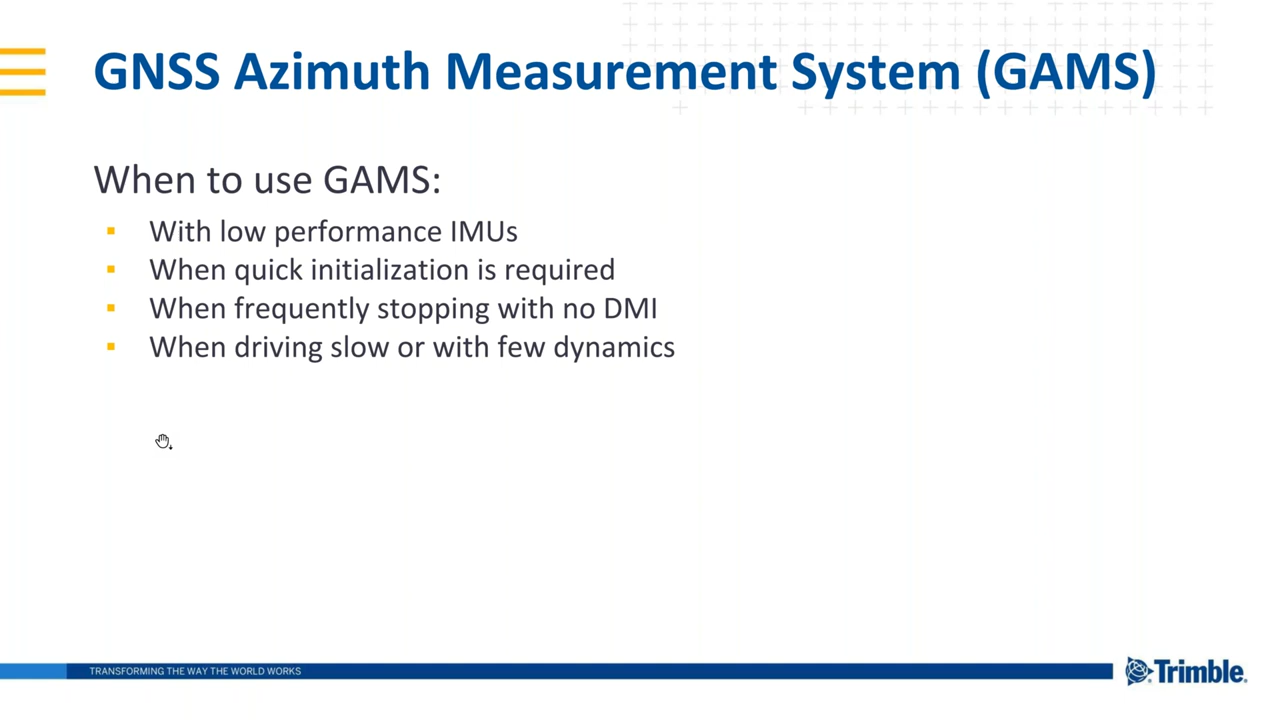 GNSS Azimuth Measurement System (GAMS)
When to use GAMS:
With low performance IMUs
When quick initialization is required
When frequently stopping with no DMI
When driving slow or with few dynamics
TRANSFORMING THE WAY THE WORLD WORKS
Trimble.